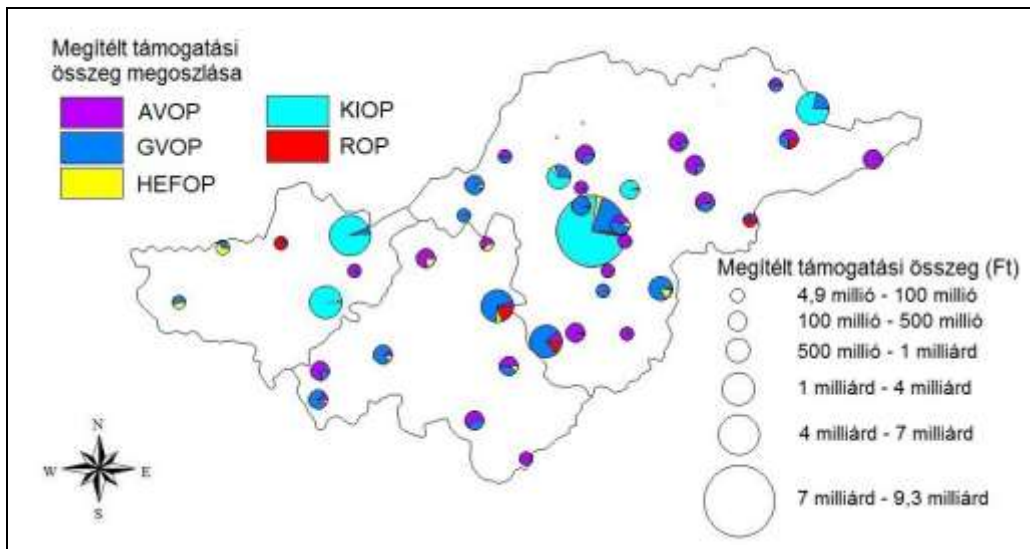 Megítélt támogatási
összeg megoszlása
AVOP
GVOP
HEFOP
KIOP
ROP
Megítélt támogatási összeg (Ft)
4,9 millió - 100 millió
100 millió - 500 millió
500 millió - 1 milliárd
1 milliárd - 4 milliárd
4 milliárd - 7 milliárd
7 milliárd - 9,3 milliárd
N
W E
S